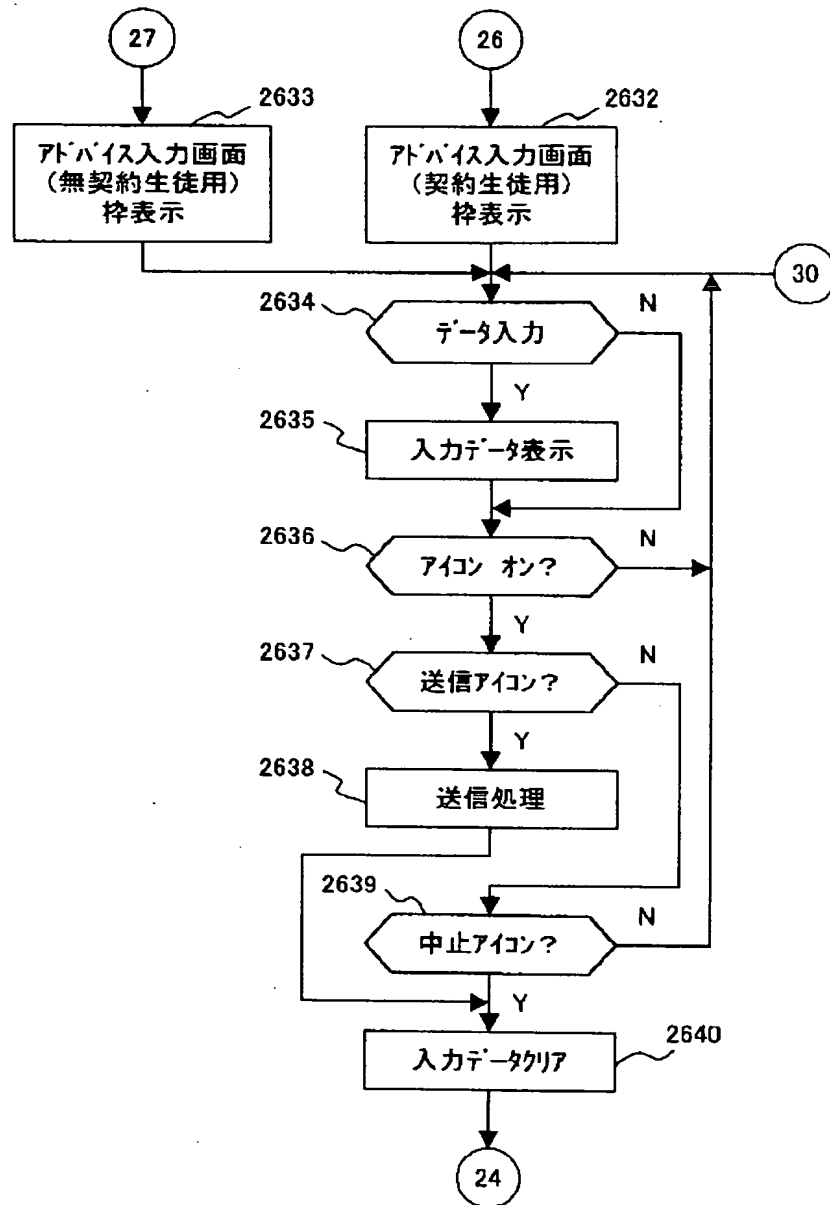 27
26
2633
2632
アドバイス入力画面
(無契約生徒用)
枠表示
アドバイス入力画面
(契約生徒用)
枠表示
30
2634
データ入力
N
Y
2635
入力データ表示
2636
アイコン オン?
N
Y
2637
送信アイコン?
N
Y
2638
送信処理
2639
中止アイコン?
N
Y
2640
入力データクリア
24